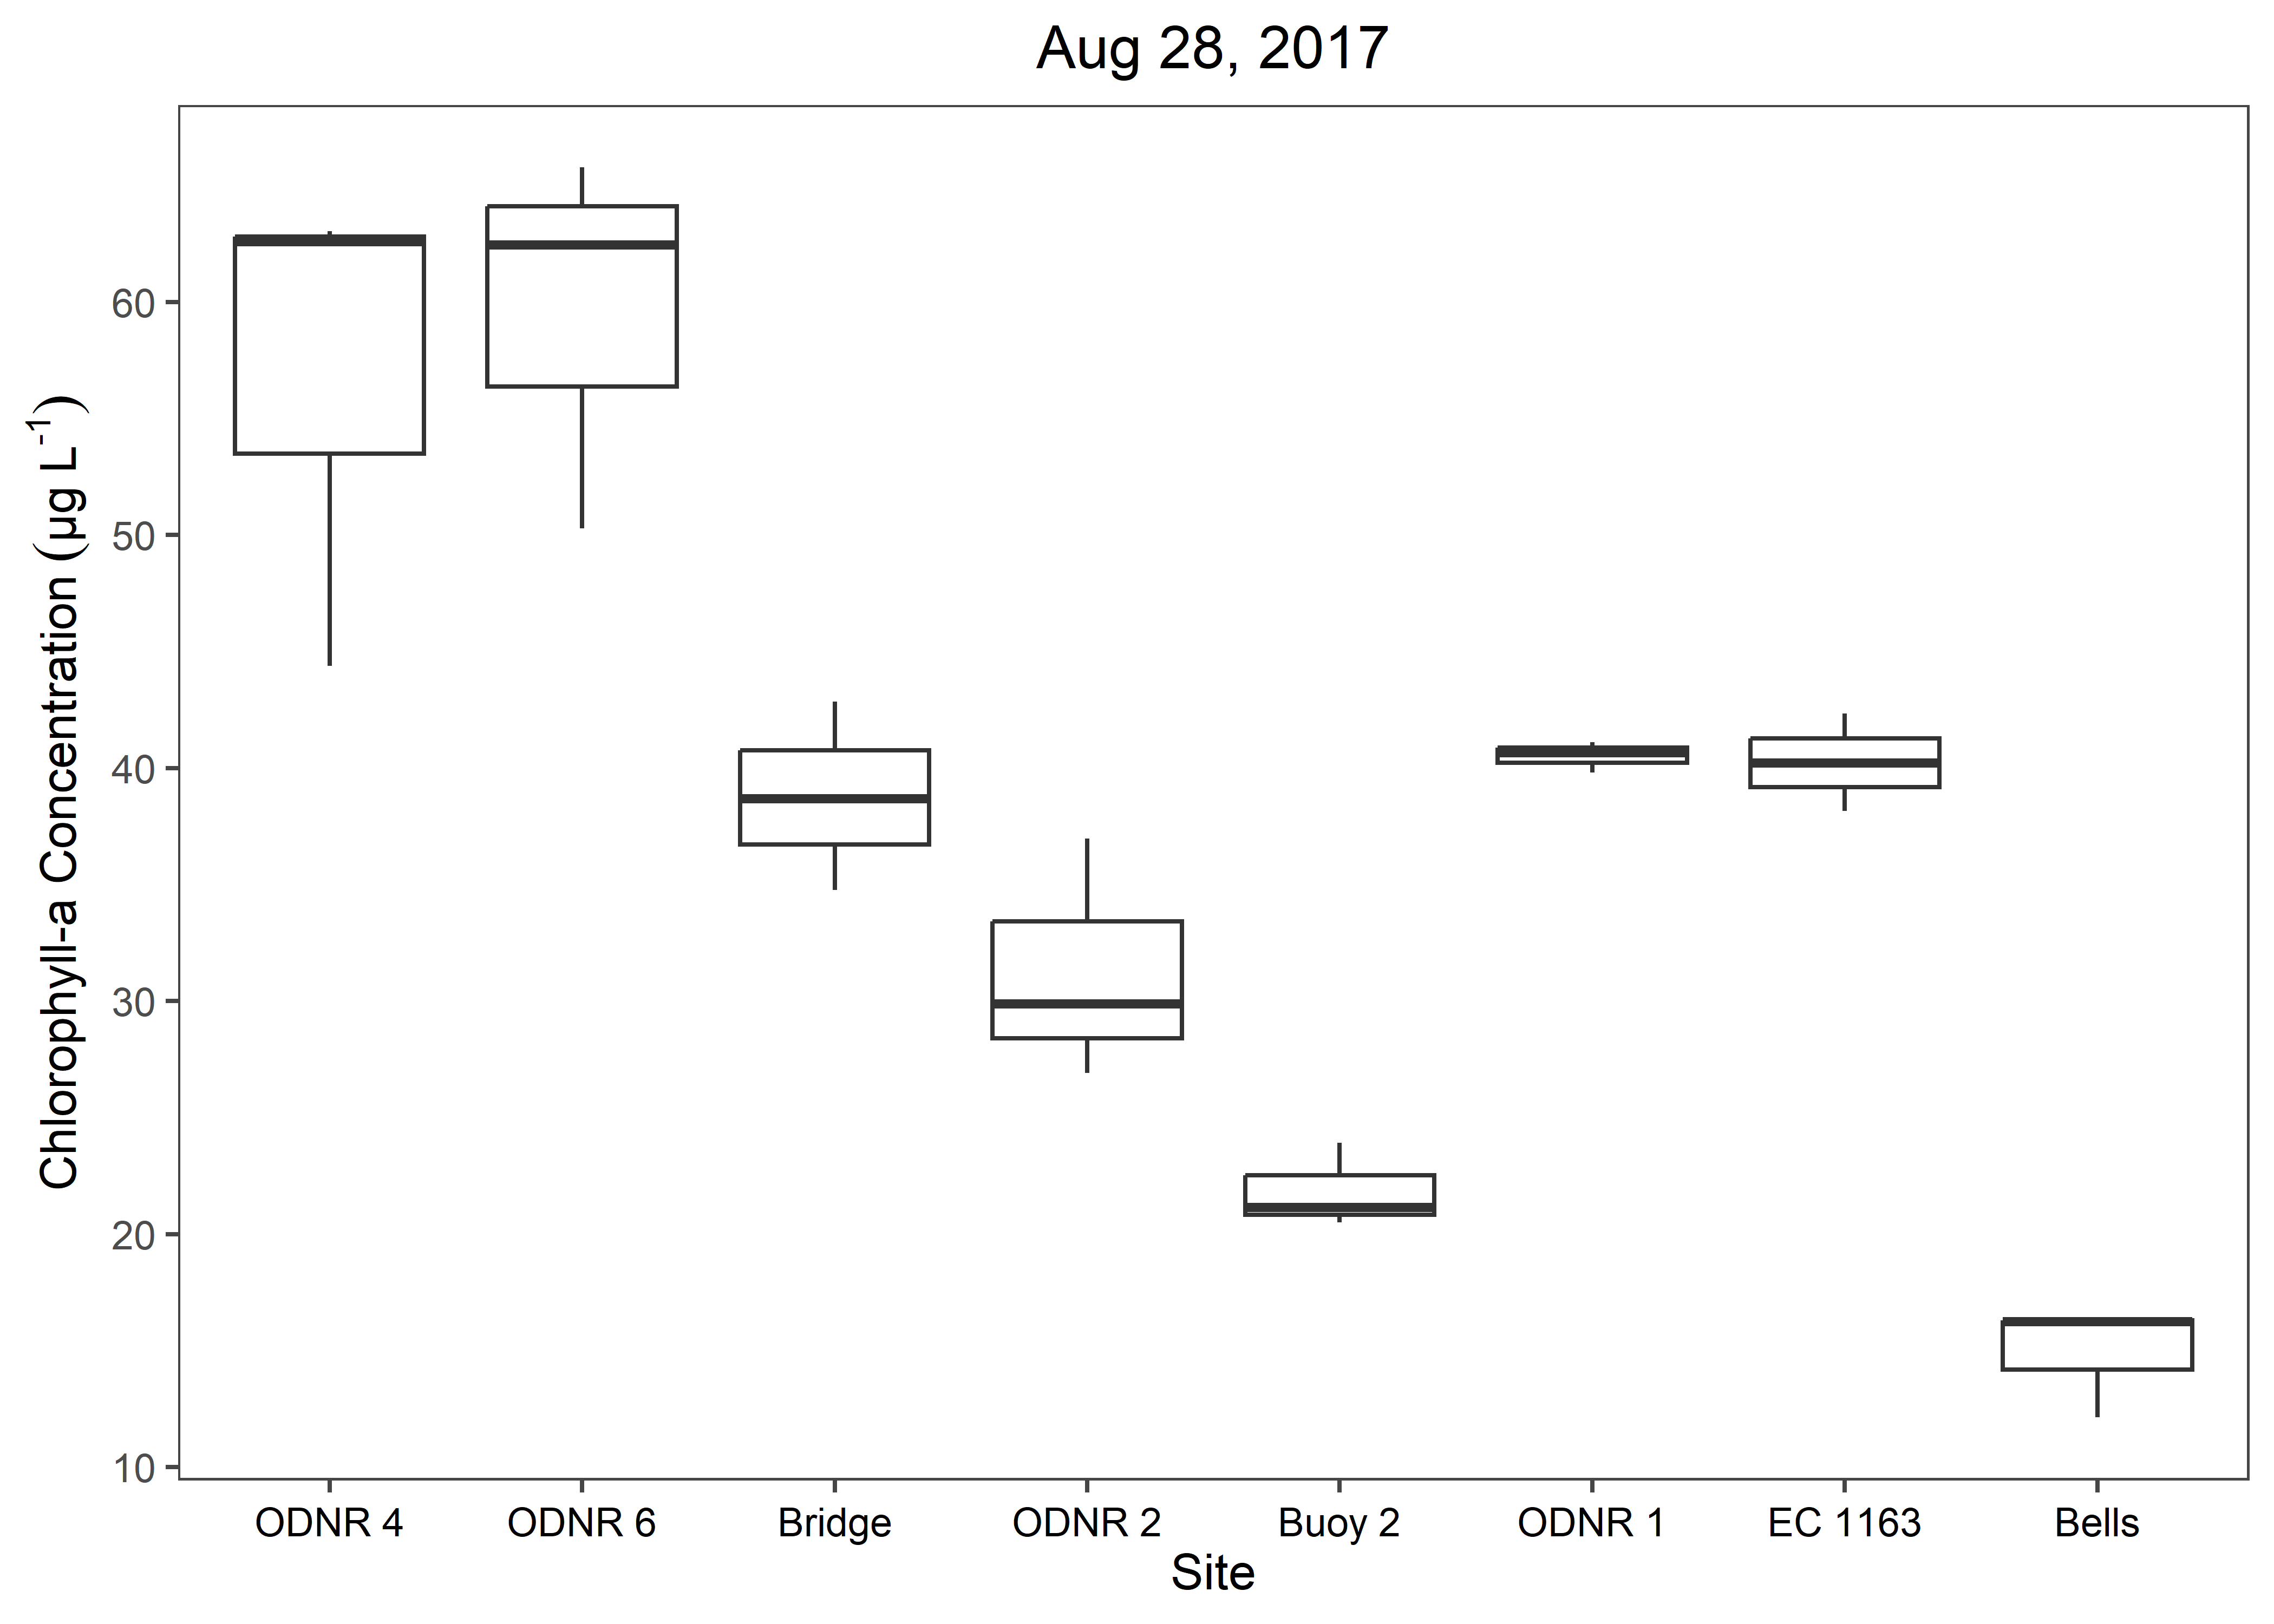 Aug 28, 2017
Chlorophyll-a Concentration (µg L⁻¹)
60
50
40
30
20
10
ODNR 4 ODNR 6 Bridge ODNR 2 Buoy 2 ODNR 1 EC 1163 Bells
Site